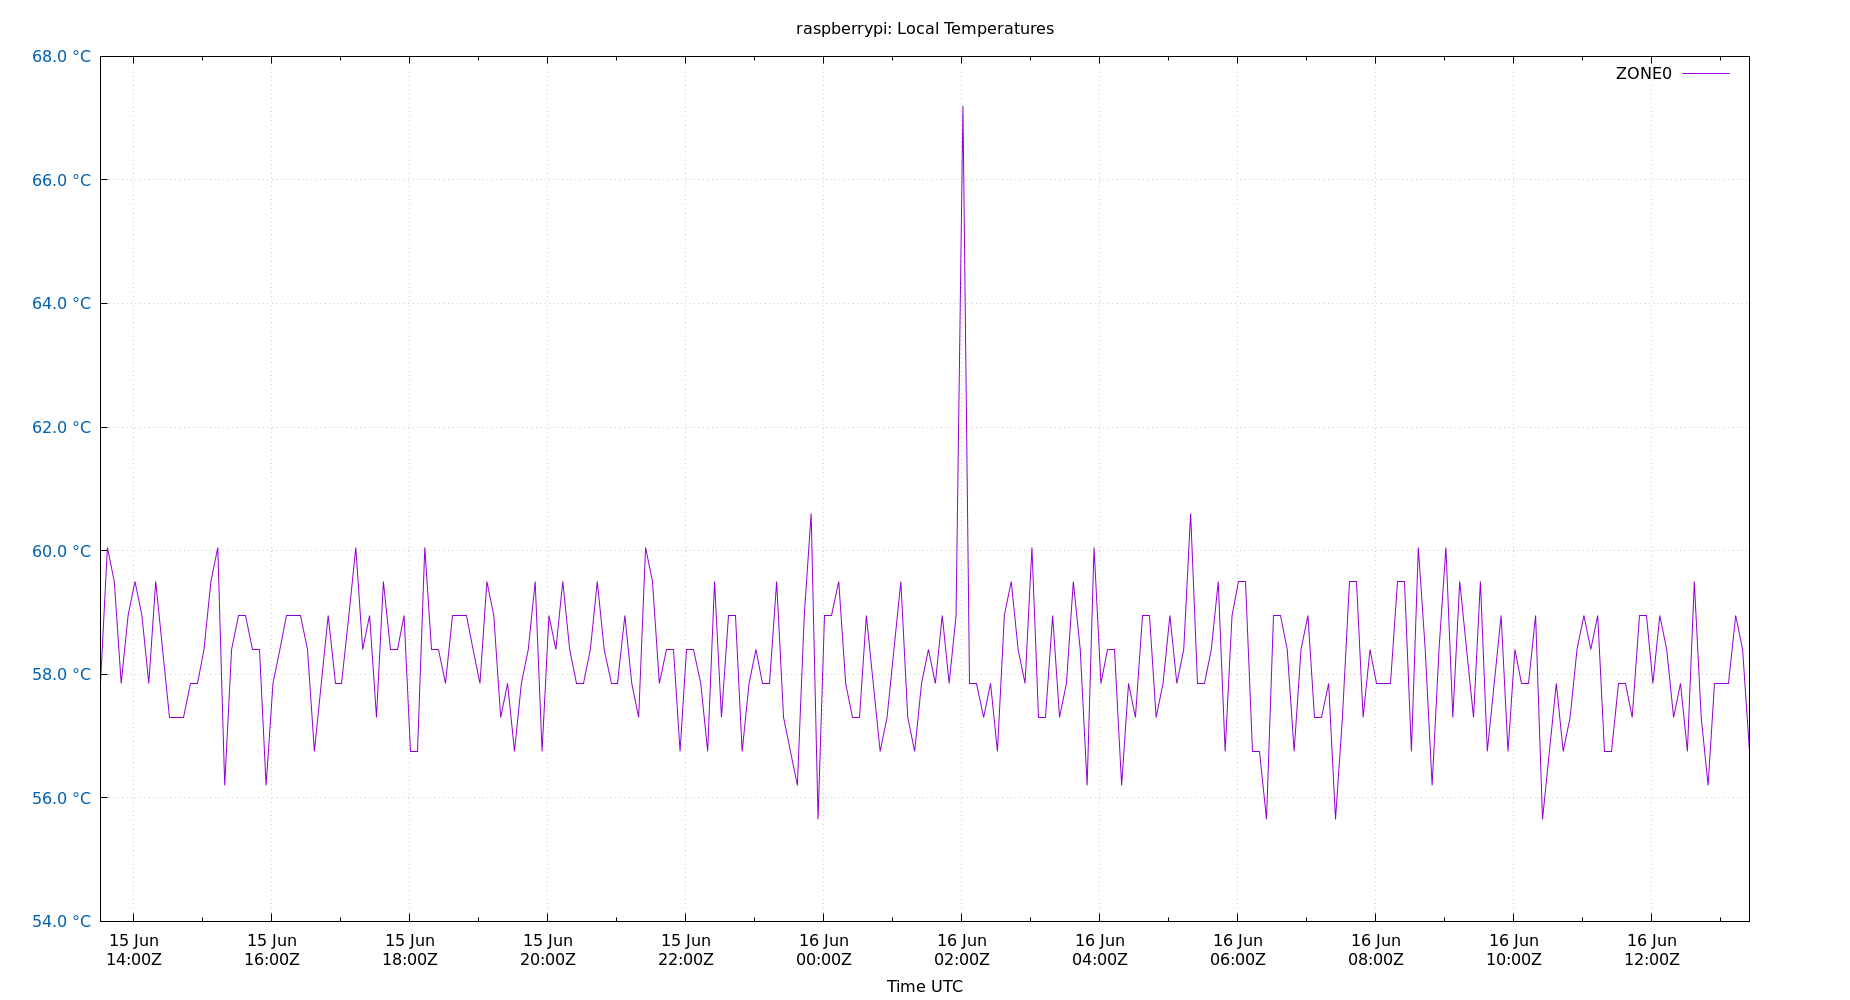 raspberrypi: Local Temperatures
68.0 °C
ZONE0
66.0 °C
64.0 °C
62.0 °C
60.0 °C
58.0 °C
56.0 °C
54.0 °C
15 Jun 15 Jun 15 Jun 15 Jun 15 Jun 16 Jun 16 Jun 16 Jun 16 Jun 16 Jun 16 Jun 16 Jun
14:00Z 16:00Z 18:00Z 20:00Z 22:00Z 00:00Z 02:00Z 04:00Z 06:00Z 08:00Z 10:00Z 12:00Z
Time UTC